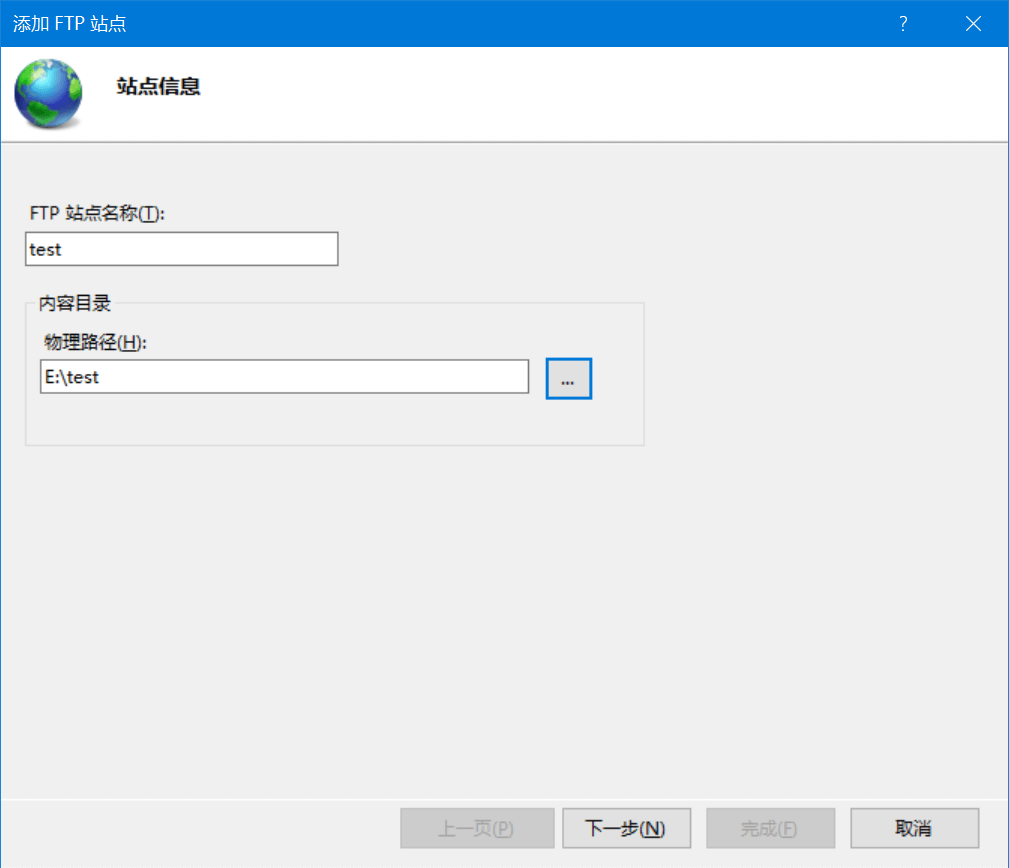 添加 FTP 站点
?
站点信息
FTP 站点名称(T):
test
内容目录
物理路径(H):
E:\test
...
上一页(P) 下一步(N) 完成(F) 取消